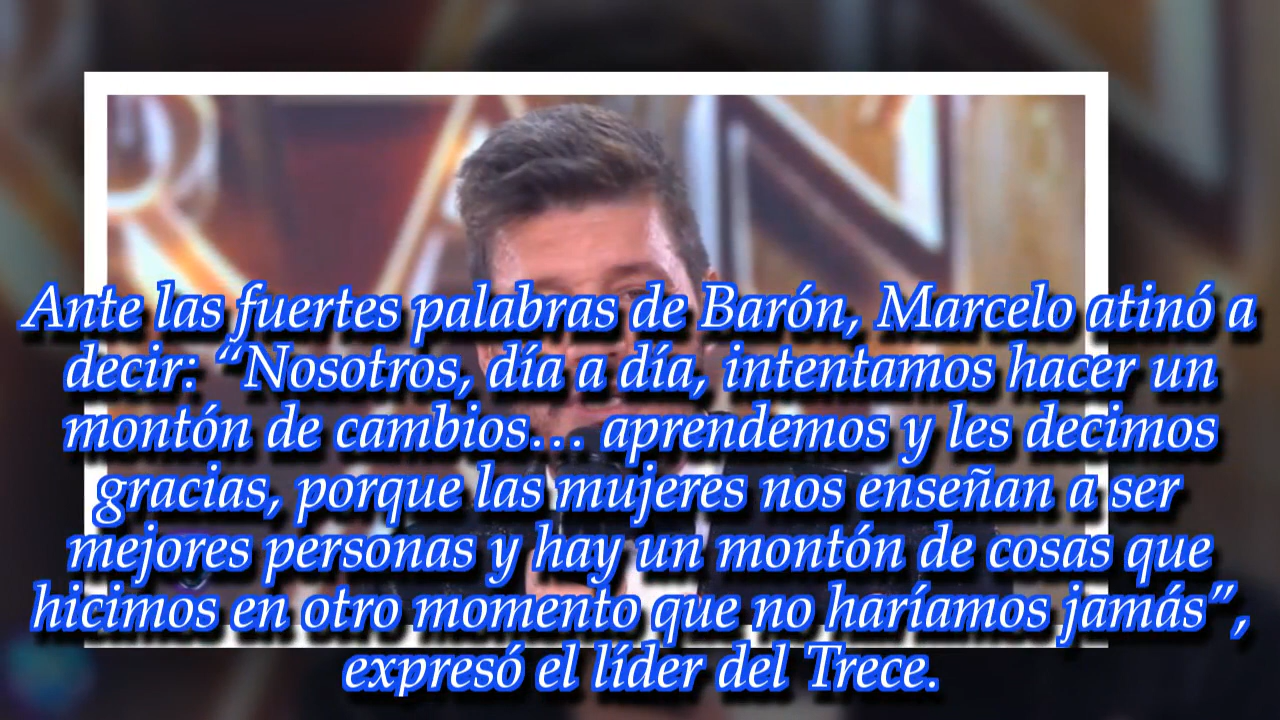 Ante las fuertes palabras de Barón, Marcelo atinó a
decir: “Nosotros, día a día, intentamos hacer un
montón de cambios… aprendemos y les decimos
gracias, porque las mujeres nos enseñan a ser
mejores personas y hay un montón de cosas que
hicimos en otro momento que no haríamos jamás”,
expresó el líder del Trece.